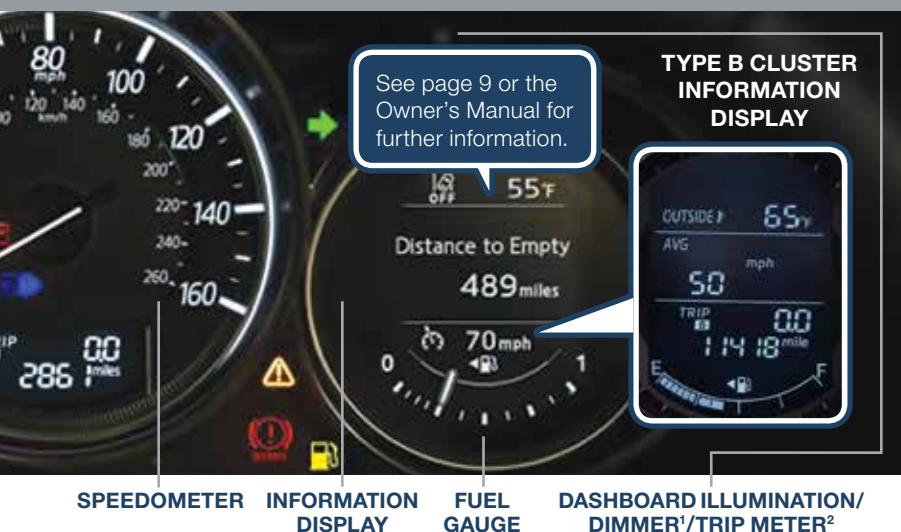 80
mph
100
120
140
160
120
140
km/h
160
180
200
220
240
260
TRIP
0.0
286 miles
See page 9 or the
Owner's Manual for
further information.
OFF
55°F
Distance to Empty
489 miles
70 mph
0
1
TYPE B CLUSTER
INFORMATION
DISPLAY
OUTSIDE
65°F
AVG
mph
50
TRIP
0.0
11418 mile
E
F
SPEEDOMETER
INFORMATION
DISPLAY
FUEL
GAUGE
DASHBOARD ILLUMINATION/
DIMMER¹/TRIP METER²